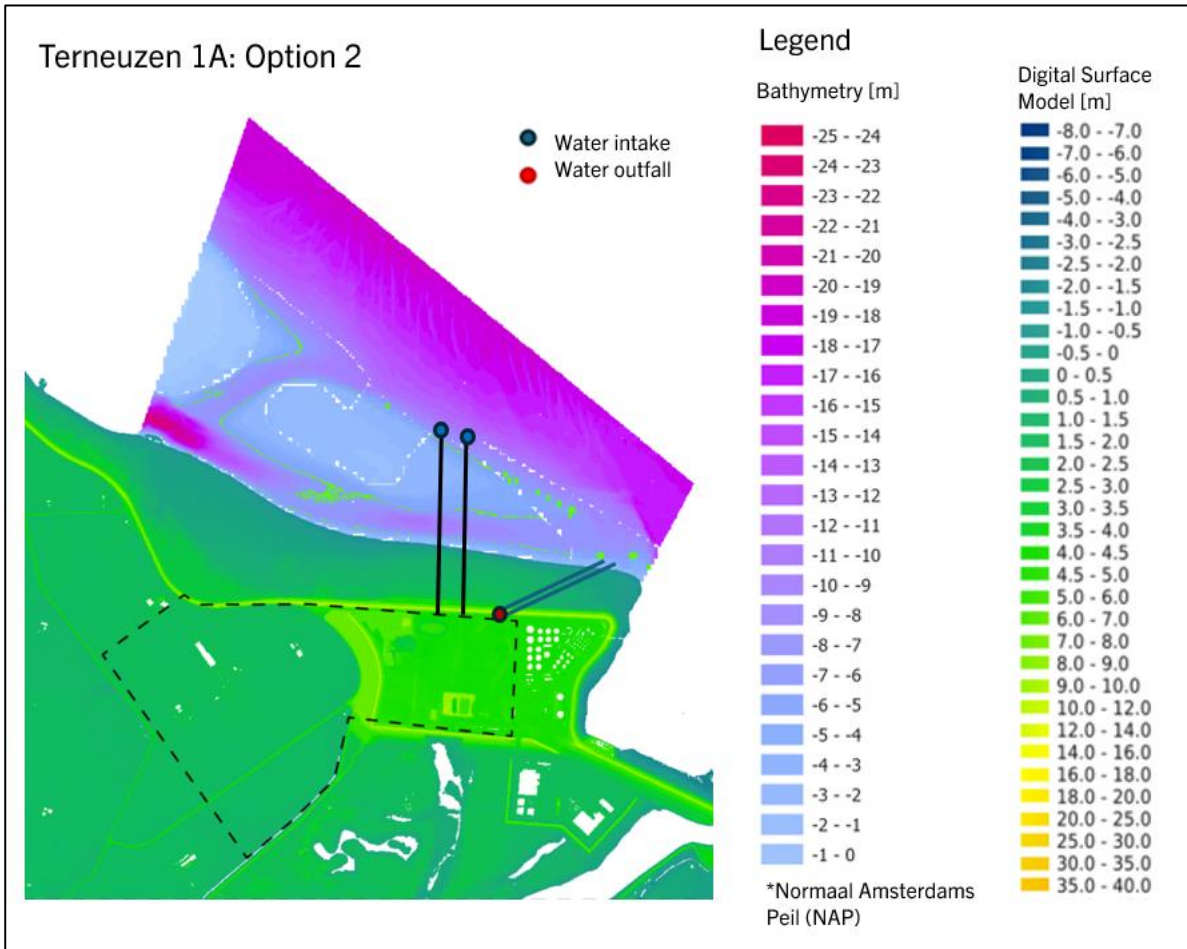 Terneuzen 1A: Option 2
Water intake
Water outfall
Legend
Bathymetry [m]
-25 - -24
-24 - -23
-23 - -22
-22 - -21
-21 - -20
-20 - -19
-19 - -18
-18 - -17
-17 - -16
-16 - -15
-15 - -14
-14 - -13
-13 - -12
-12 - -11
-11 - -10
-10 - -9
-9 - -8
-8 - -7
-7 - -6
-6 - -5
-5 - -4
-4 - -3
-3 - -2
-2 - -1
-1 - 0
*Normaal Amsterdams
Peil (NAP)
Digital Surface
Model [m]
-8.0 - -7.0
-7.0 - -6.0
-6.0 - -5.0
-5.0 - -4.0
-4.0 - -3.0
-3.0 - -2.5
-2.5 - -2.0
-2.0 - -1.5
-1.5 - -1.0
-1.0 - -0.5
-0.5 - 0
0 - 0.5
0.5 - 1.0
1.0 - 1.5
1.5 - 2.0
2.0 - 2.5
2.5 - 3.0
3.0 - 3.5
3.5 - 4.0
4.0 - 4.5
4.5 - 5.0
5.0 - 6.0
6.0 - 7.0
7.0 - 8.0
8.0 - 9.0
9.0 - 10.0
10.0 - 12.0
12.0 - 14.0
14.0 - 16.0
16.0 - 18.0
18.0 - 20.0
20.0 - 25.0
25.0 - 30.0
30.0 - 35.0
35.0 - 40.0